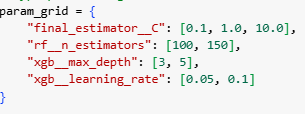 param_grid = {
    "final_estimator__C": [0.1, 1.0, 10.0],
    "rf__n_estimators": [100, 150],
    "xgb__max_depth": [3, 5],
    "xgb__learning_rate": [0.05, 0.1]
}